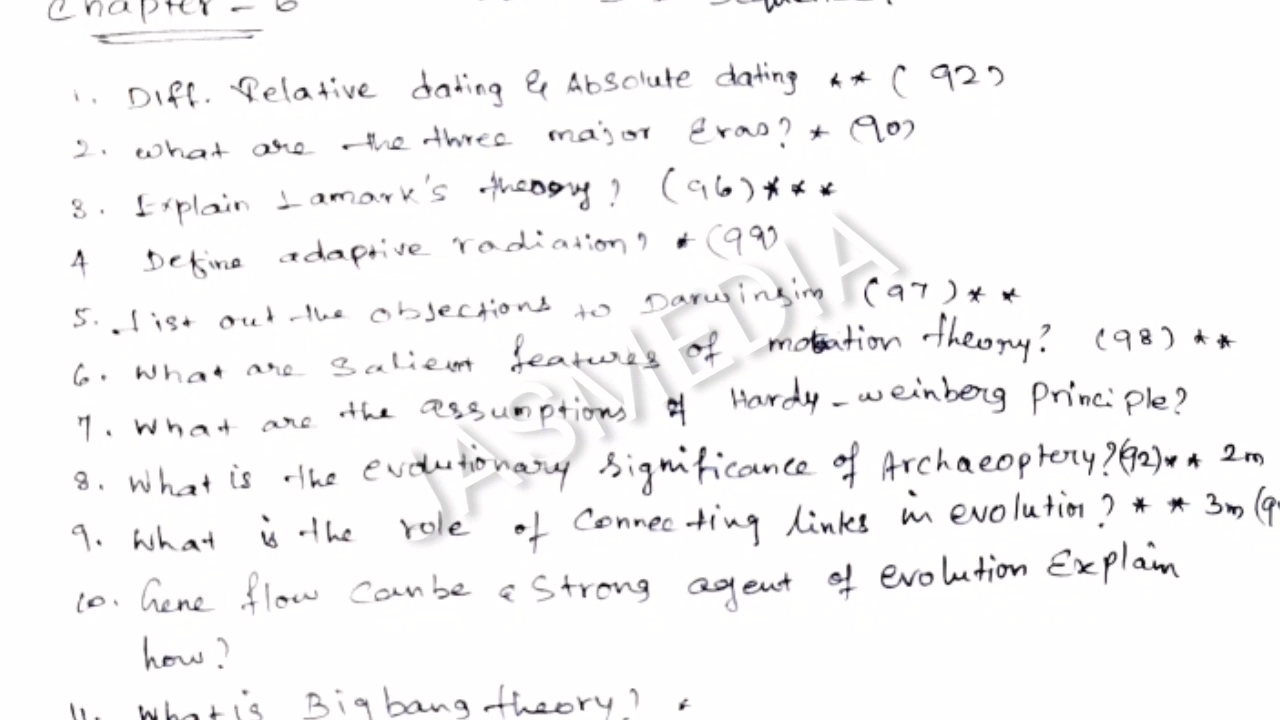 Chapter - 6
1. Diff. Relative dating & Absolute dating ** (92)
2. What are the three major Eras? * (90)
3. Explain Lamark's theory? (96) ***
4 Define adaptive radiation? * (99)
5. List out the objections to Darwinsim (97) **
6. What are Salient features of mutation theory? (98) **
7. What are the assumptions of Hardy-weinberg Principle?
8. What is the evolutionary significance of Archaeoptery? (92)** 2m
9. What is the role of Connecting links in evolution? ** 3m (9
10. Gene flow can be a Strong agent of evolution Explain
how?
11. What is Big bang theory? *
JASMEDIA